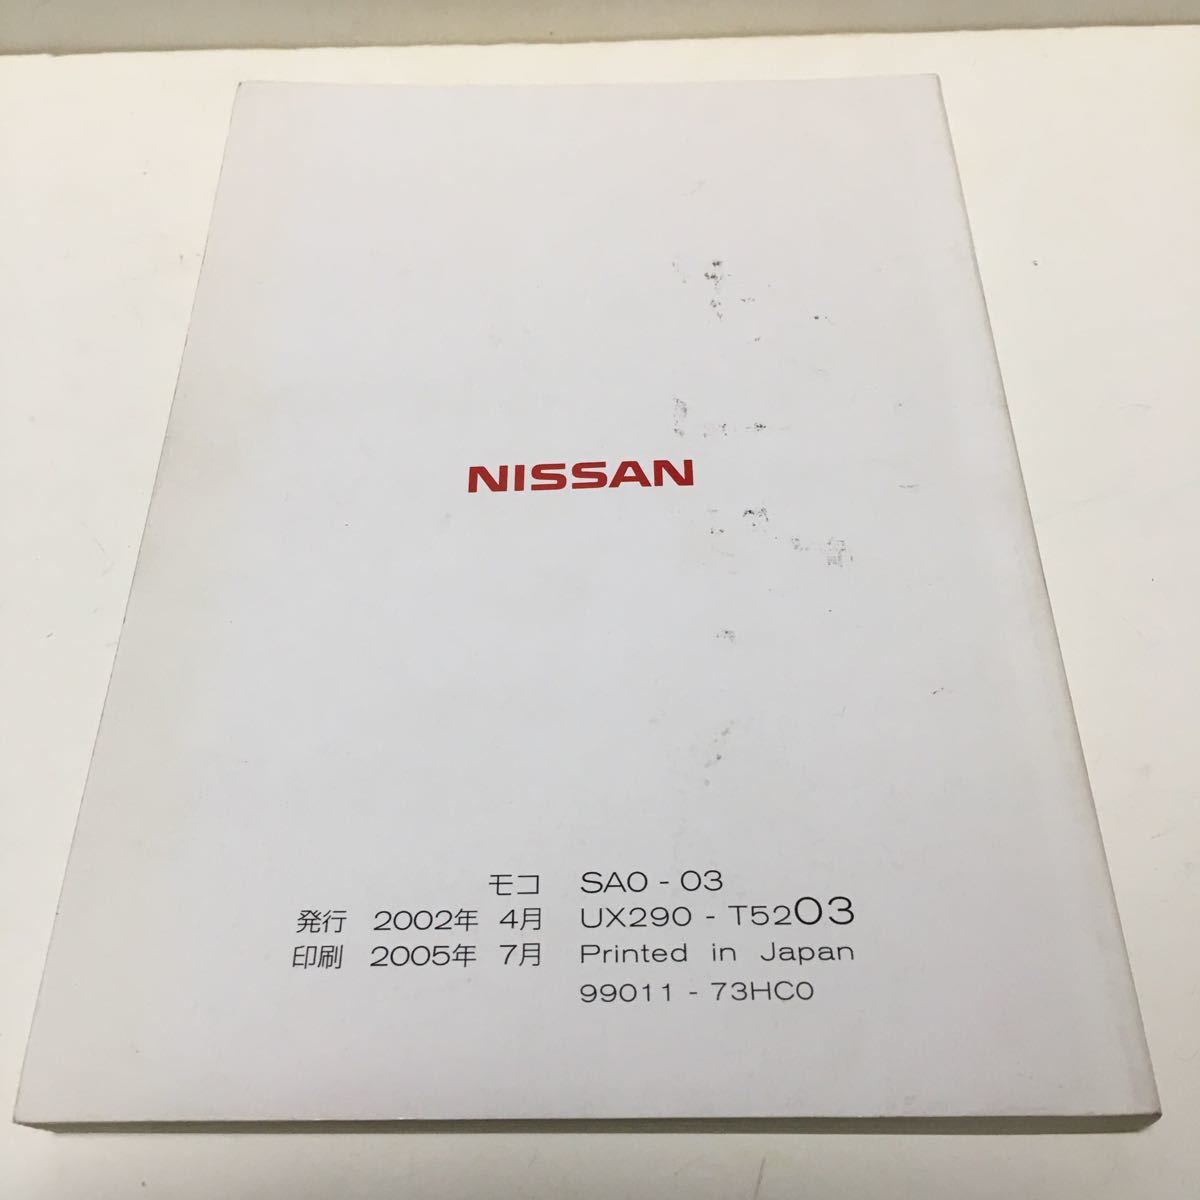 NISSAN
モコ SA0 - 03
発行 2002年 4月 UX290 - T5203
印刷 2005年 7月 Printed in Japan
99011 - 73HC0